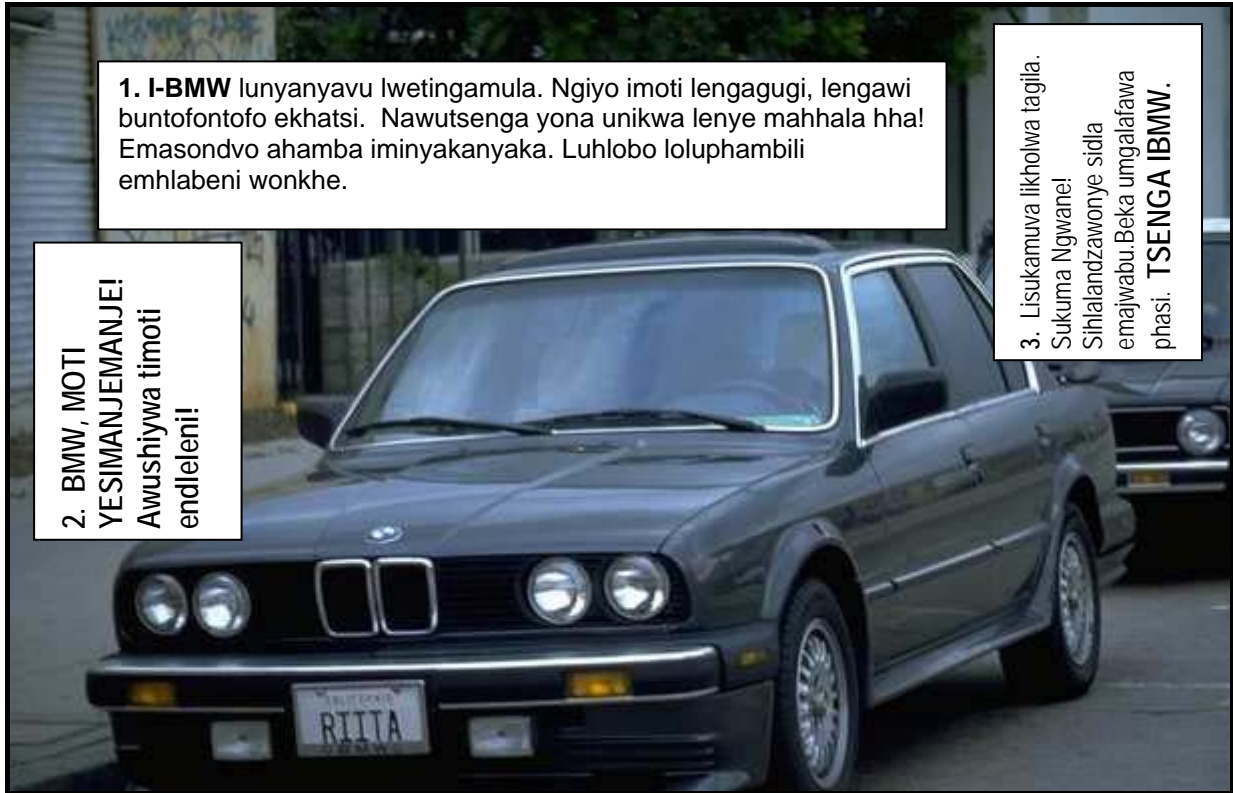 1. I-BMW lunyanyavu lwetingamula. Ngiyo imoti lengagugi, lengawi
buntofontofo ekhatsi. Nawutsenga yona unikwa lenye mahhala hha!
Emasondvo ahamba iminyakanyaka. Luhlobo loluphambili
emhlabeni wonkhe.
2. BMW, MOTI
YESIMANJEMANJE!
Awushiywa timoti
endleleni!
3. Lisukamuva likholwa tagila.
Sukuma Ngwane!
Sihlalandzawonye sidla
emajwabu.Beka umgalafawa
phasi. TSENGA IBMW.
CALIFORNIA
RIITA
BMW